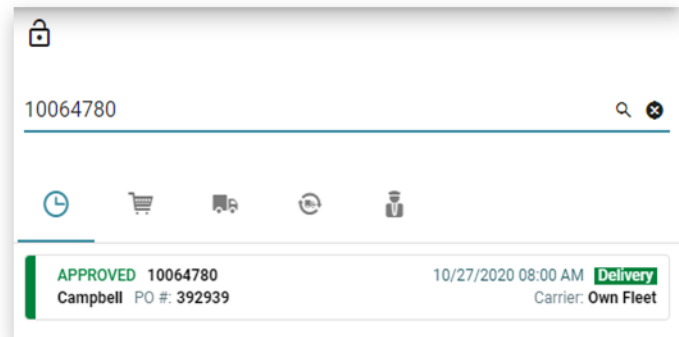 10064780
APPROVED 10064780 10/27/2020 08:00 AM Delivery
Campbell PO #: 392939 Carrier: Own Fleet